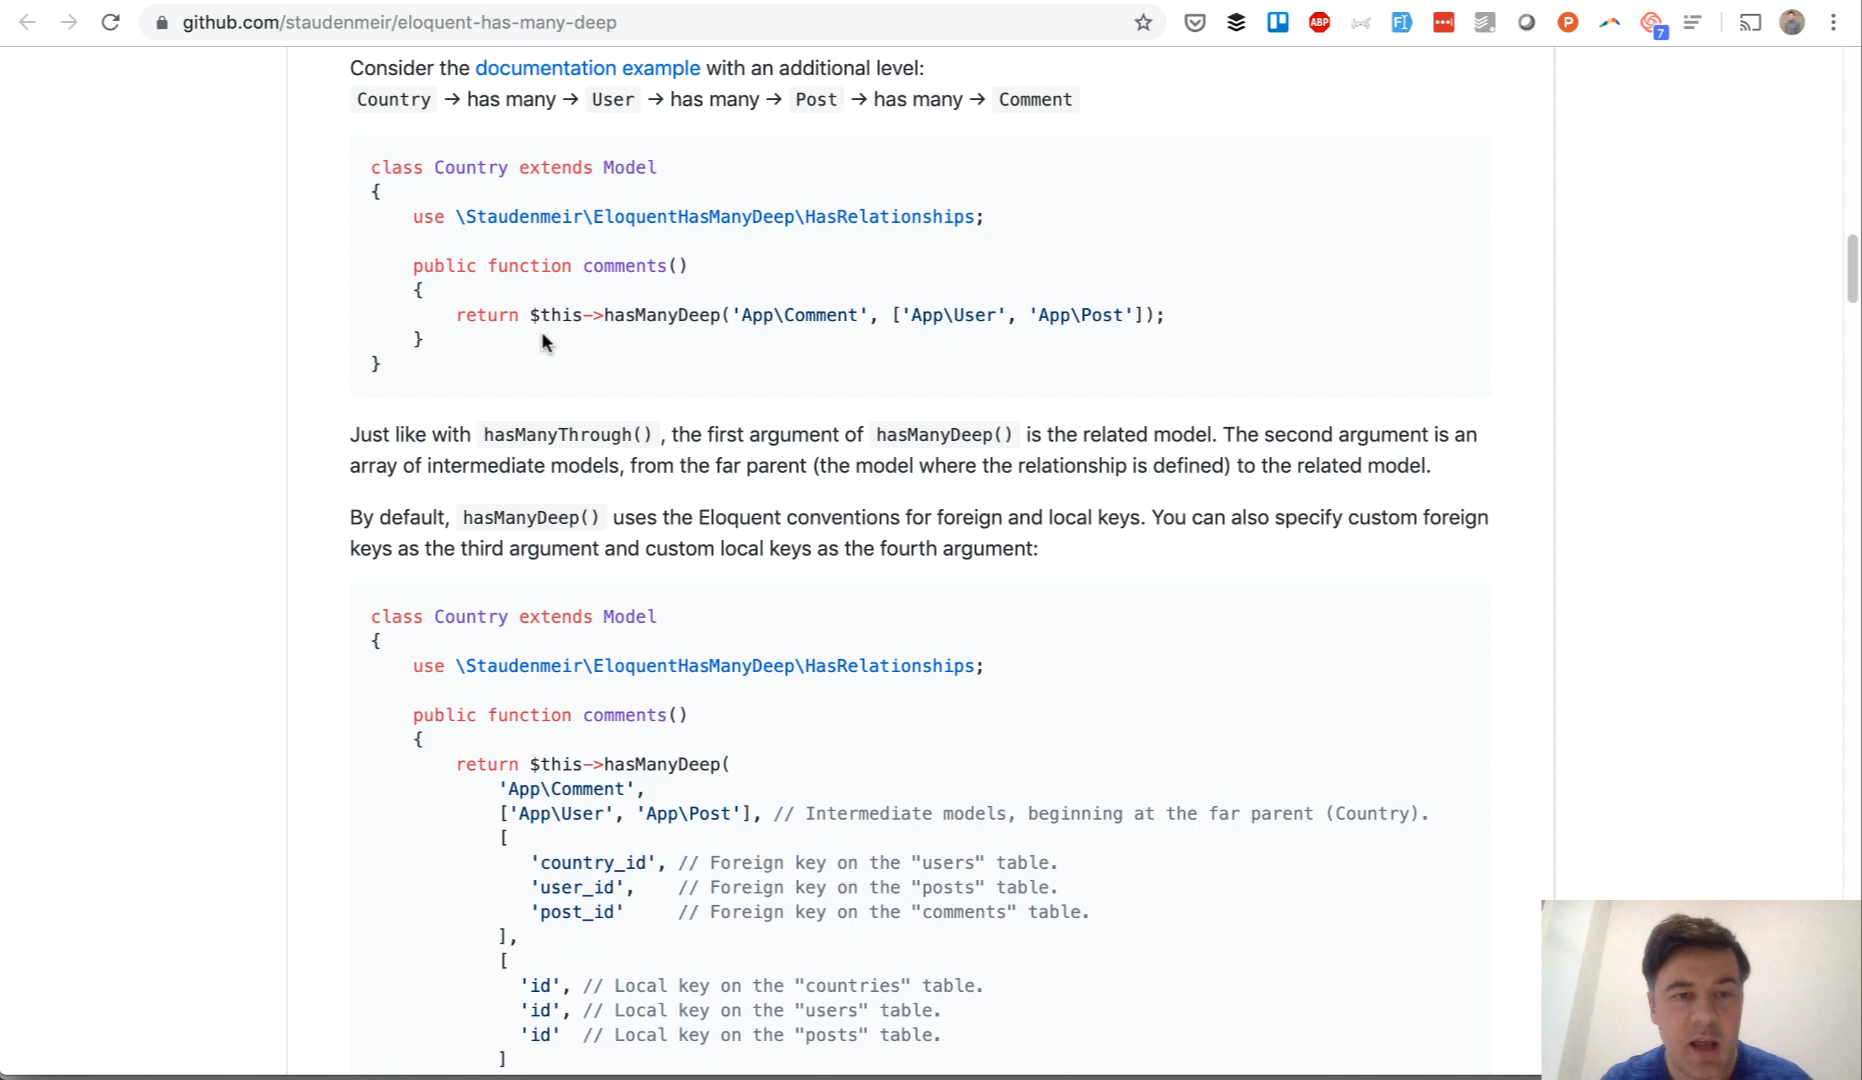 github.com/staudenmeir/eloquent-has-many-deep
ABP
7
Consider the documentation example with an additional level:
Country → has many → User → has many → Post → has many → Comment
class Country extends Model
{
    use \Staudenmeir\EloquentHasManyDeep\HasRelationships;
    public function comments()
    {
        return $this->hasManyDeep('App\Comment', ['App\User', 'App\Post']);
    }
}
Just like with hasManyThrough() , the first argument of hasManyDeep() is the related model. The second argument is an
array of intermediate models, from the far parent (the model where the relationship is defined) to the related model.
By default, hasManyDeep() uses the Eloquent conventions for foreign and local keys. You can also specify custom foreign
keys as the third argument and custom local keys as the fourth argument:
class Country extends Model
{
    use \Staudenmeir\EloquentHasManyDeep\HasRelationships;
    public function comments()
    {
        return $this->hasManyDeep(
            'App\Comment',
            ['App\User', 'App\Post'], // Intermediate models, beginning at the far parent (Country).
            [
               'country_id', // Foreign key on the "users" table.
               'user_id',    // Foreign key on the "posts" table.
               'post_id'     // Foreign key on the "comments" table.
            ],
            [
              'id', // Local key on the "countries" table.
              'id', // Local key on the "users" table.
              'id'  // Local key on the "posts" table.
            ]